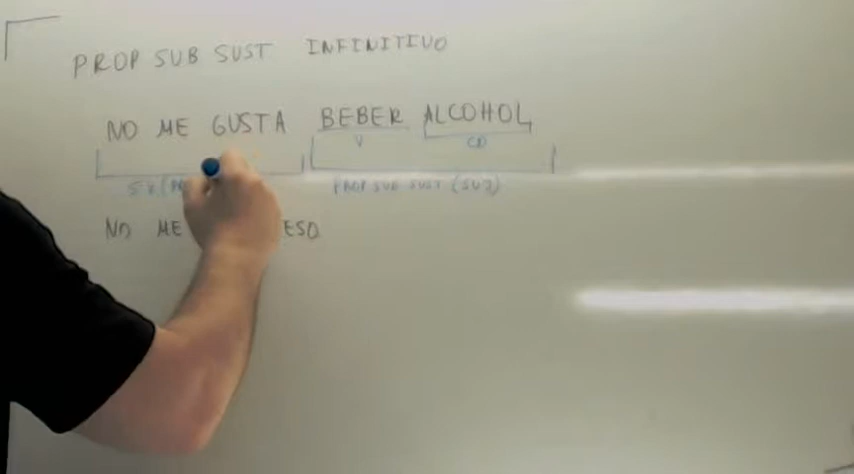 PROP SUB SUST INFINITIVO
NO ME GUSTA BEBER ALCOHOL
V CD
PROP SUB SUST (SUJ)
NO ME ESO